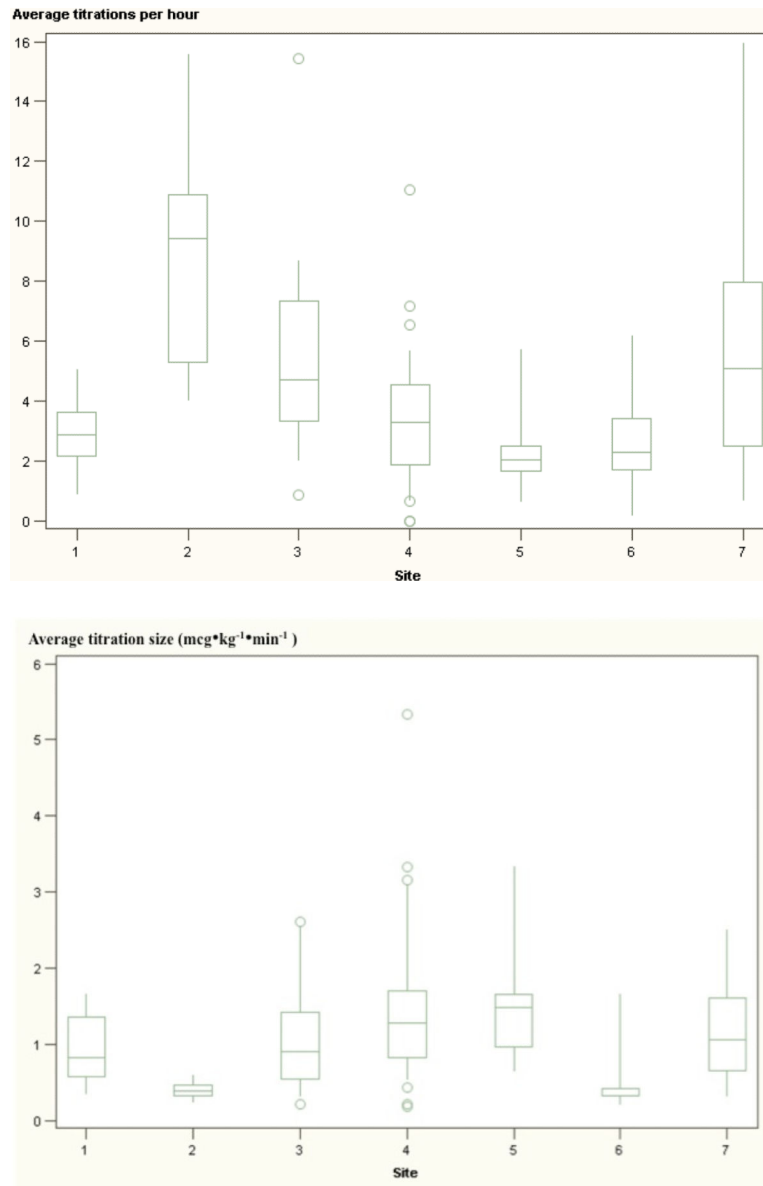 Average titrations per hour
16
14
12
10
8
6
4
2
0
1 2 3 4 5 6 7
Site
Average titration size (mcg•kg⁻¹•min⁻¹ )
6
5
4
3
2
1
0
1 2 3 4 5 6 7
Site